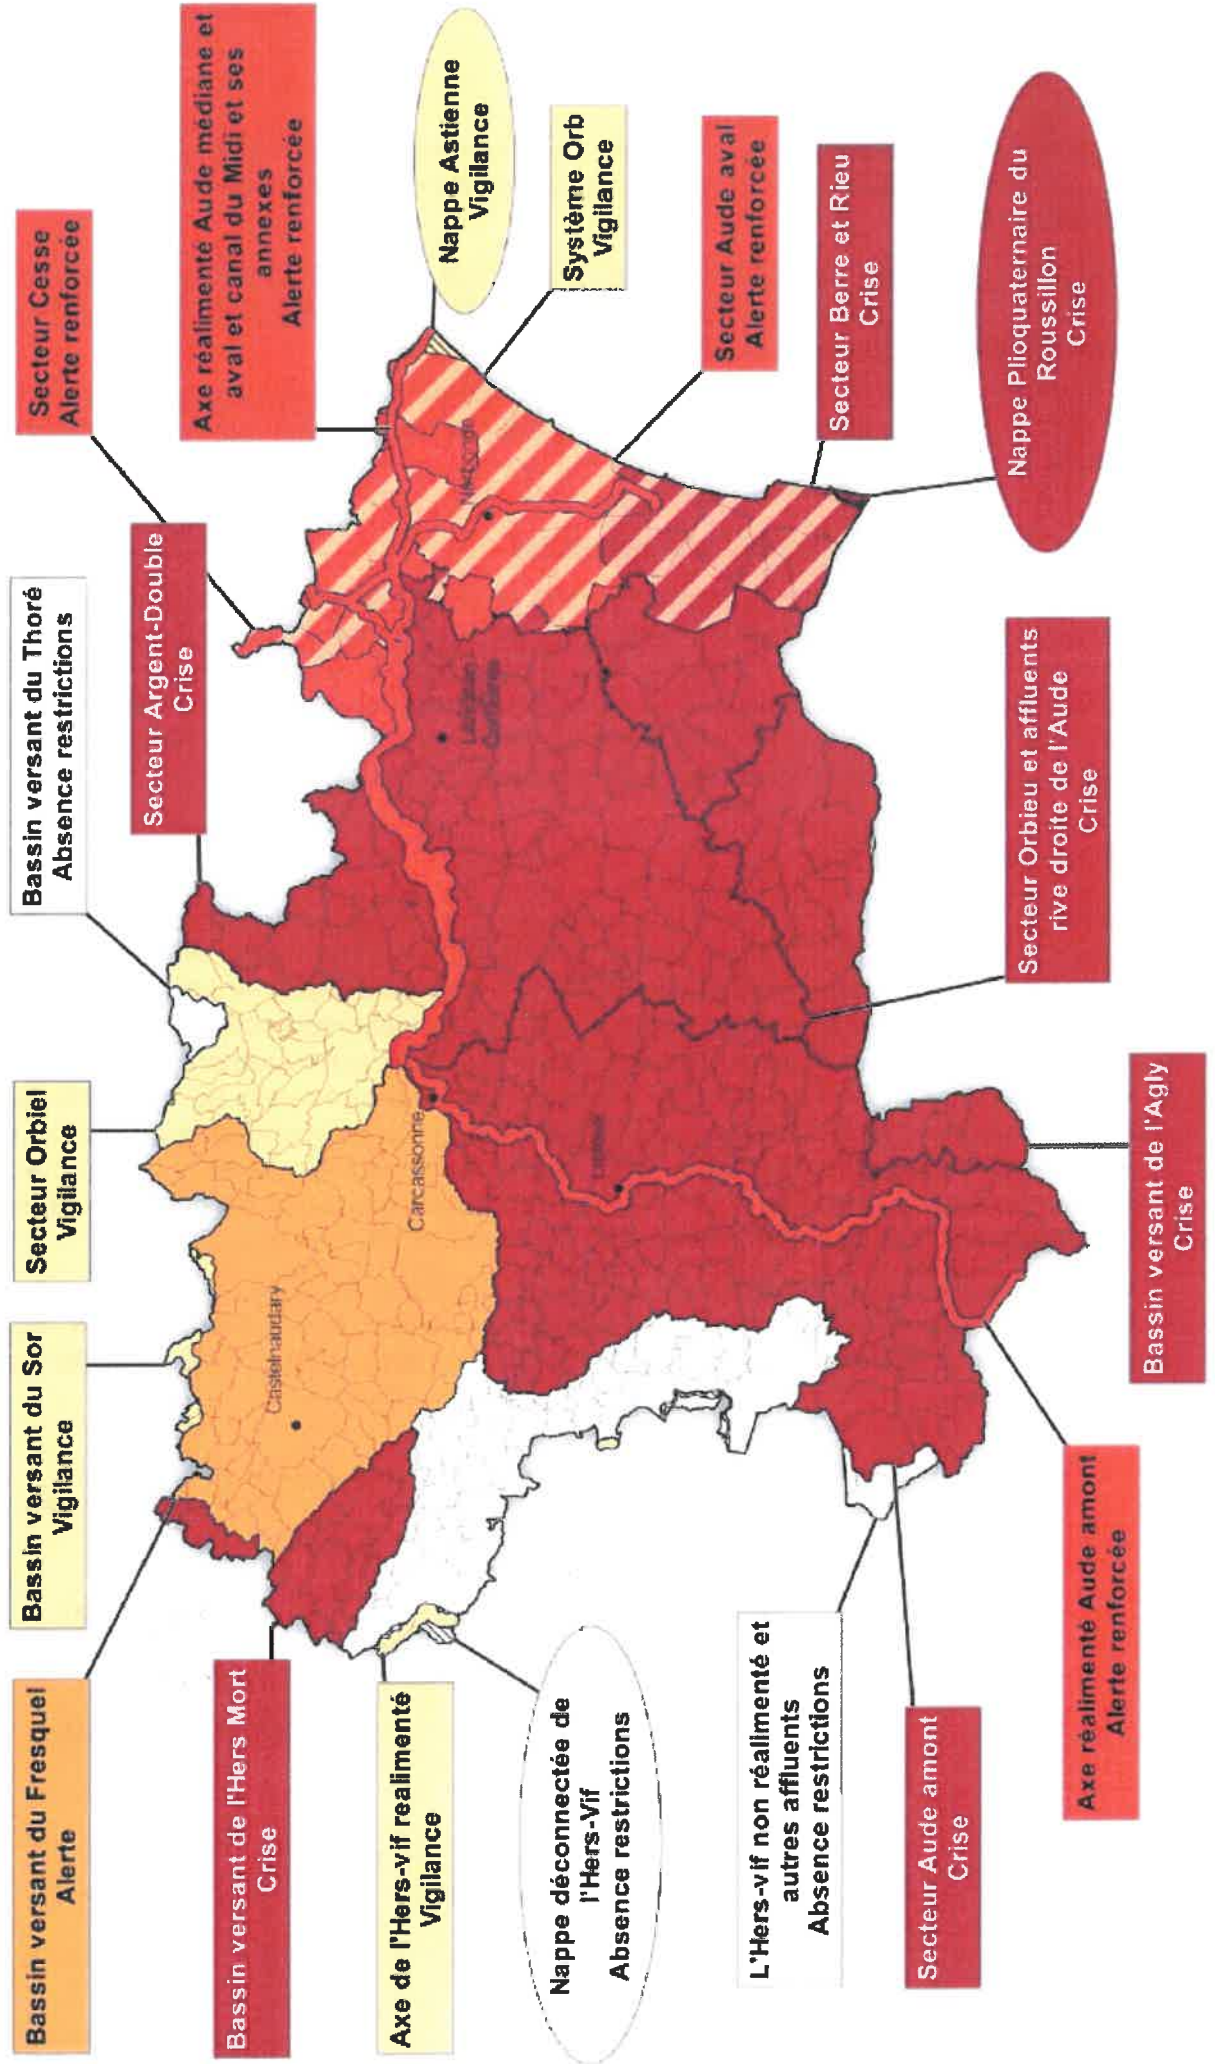 Bassin versant du Fresquel
Alerte
Bassin versant du Sor
Vigilance
Secteur Orbiel
Vigilance
Bassin versant du Thoré
Absence restrictions
Secteur Cesse
Alerte renforcée
Bassin versant de l'Hers Mort
Crise
Secteur Argent-Double
Crise
Axe réalimenté Aude médiane et
aval et canal du Midi et ses
annexes
Alerte renforcée
Axe de l'Hers-vif realimenté
Vigilance
Nappe Astienne
Vigilance
Nappe déconnectée de
l'Hers-Vif
Absence restrictions
Système Orb
Vigilance
L'Hers-vif non réalimenté et
autres affluents
Absence restrictions
Secteur Aude aval
Alerte renforcée
Secteur Aude amont
Crise
Secteur Berre et Rieu
Crise
Axe réalimenté Aude amont
Alerte renforcée
Bassin versant de l'Agly
Crise
Secteur Orbieu et affluents
rive droite de l'Aude
Crise
Nappe Plioquaternaire du
Roussillon
Crise
Castelnaudary
Carcassonne